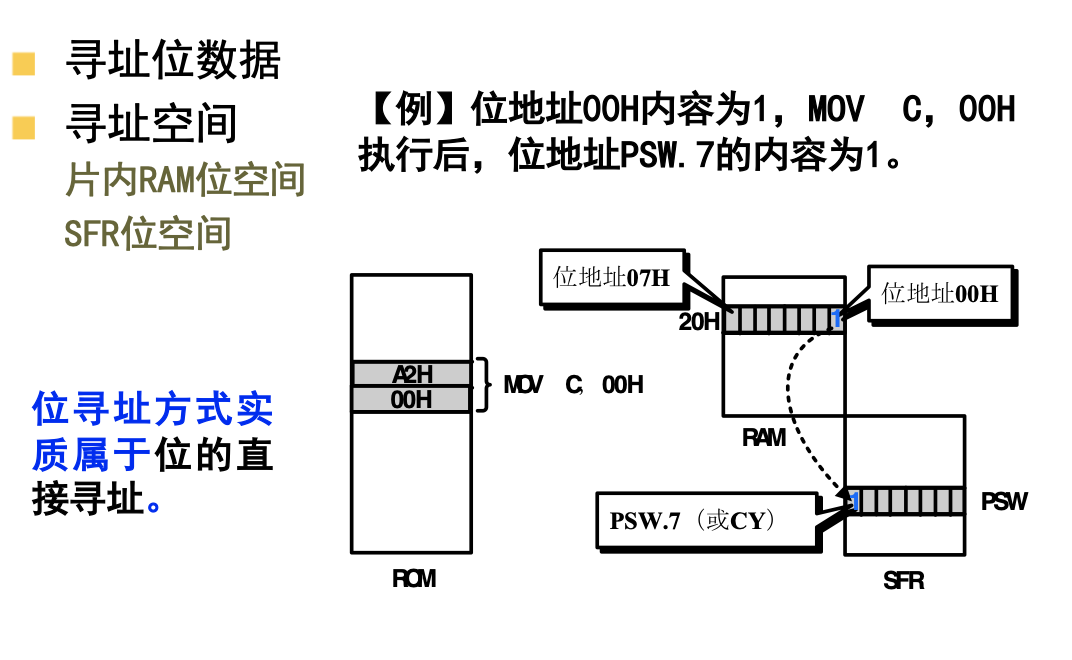 寻址位数据
寻址空间
片内RAM位空间
SFR位空间
【例】位地址00H内容为1，MOV C，00H
执行后，位地址PSW.7的内容为1。
位寻址方式实
质属于位的直
接寻址。
A2H
00H
MOV C, 00H
ROM
位地址07H
位地址00H
20H
1
RAM
PSW.7（或CY）
1
PSW
SFR